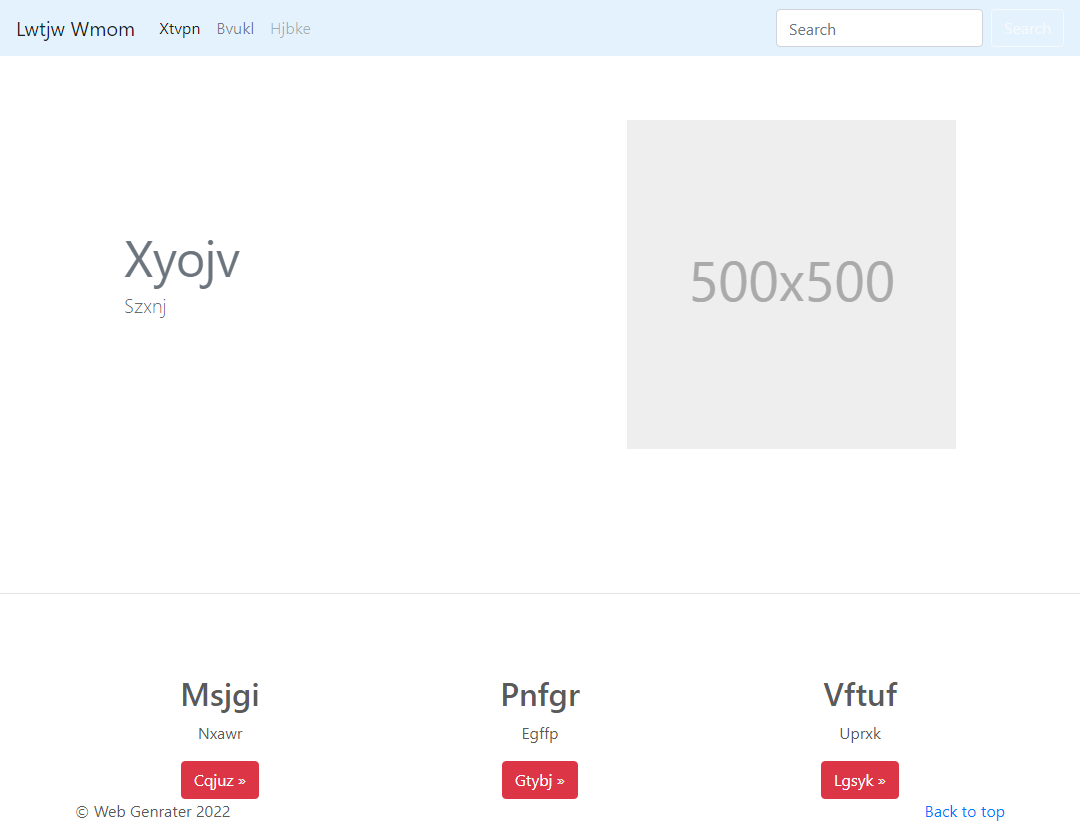 Lwtjw Wmom Xtvpn Bvukl Hjbke Search Search
500x500
Xyojv
Szxnj
Msjgi Pnfgr Vftuf
Nxawr Egffp Uprxk
Cqjuz » Gtybj » Lgsyk »
© Web Genrater 2022 Back to top